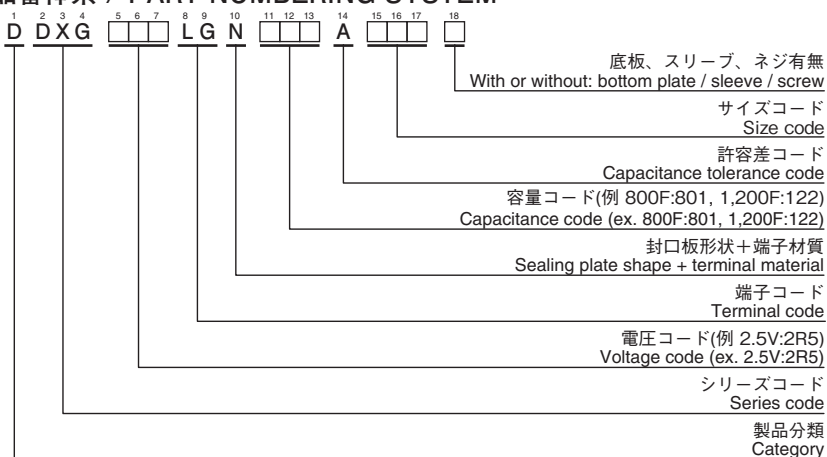 PART NUMBERING SYSTEM
1 2 3 4 5 6 7 8 9 10 11 12 13 14 15 16 17 18
D DXG □□□ LG N □□□ A □□□ □
底板、スリーブ、ネジ有無
With or without: bottom plate / sleeve / screw
サイズコード
Size code
許容差コード
Capacitance tolerance code
容量コード(例 800F:801, 1,200F:122)
Capacitance code (ex. 800F:801, 1,200F:122)
封口板形状＋端子材質
Sealing plate shape + terminal material
端子コード
Terminal code
電圧コード(例 2.5V:2R5)
Voltage code (ex. 2.5V:2R5)
シリーズコード
Series code
製品分類
Category